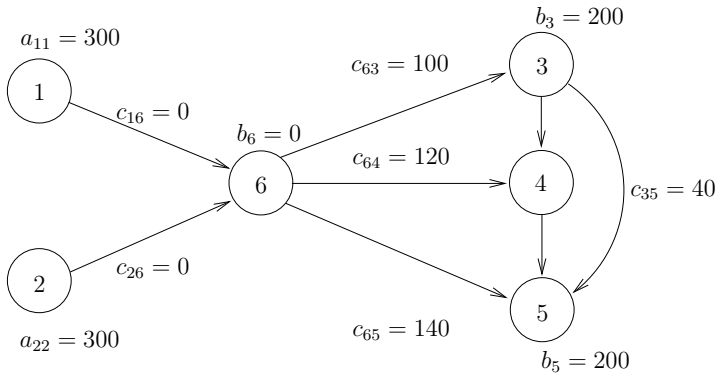 b₃ = 200
a₁₁ = 300
3
c₆₃ = 100
1
c₁₆ = 0
b₆ = 0
c₆₄ = 120
4
6
c₃₅ = 40
c₂₆ = 0
2
5
c₆₅ = 140
a₂₂ = 300
b₅ = 200